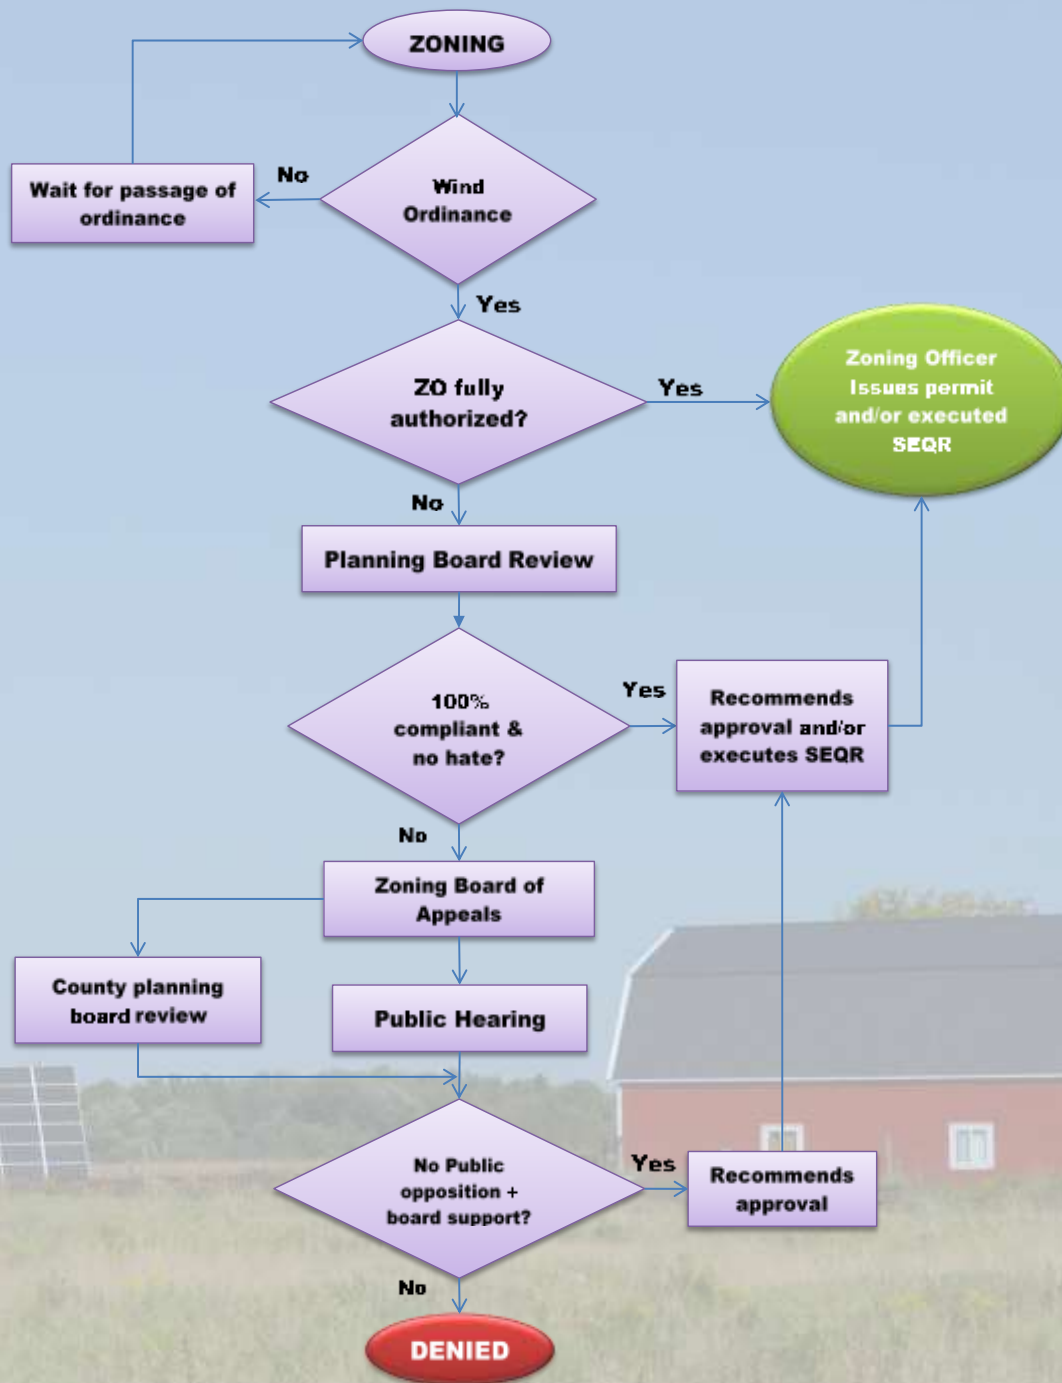 ZONING
No
Wait for passage of
ordinance
Wind
Ordinance
Yes
ZO fully
authorized?
Yes
Zoning Officer
Issues permit
and/or executed
SEQR
No
Planning Board Review
100%
compliant &
no hate?
Yes
Recommends
approval and/or
executes SEQR
No
Zoning Board of
Appeals
County planning
board review
Public Hearing
No Public
opposition +
board support?
Yes
Recommends
approval
No
DENIED